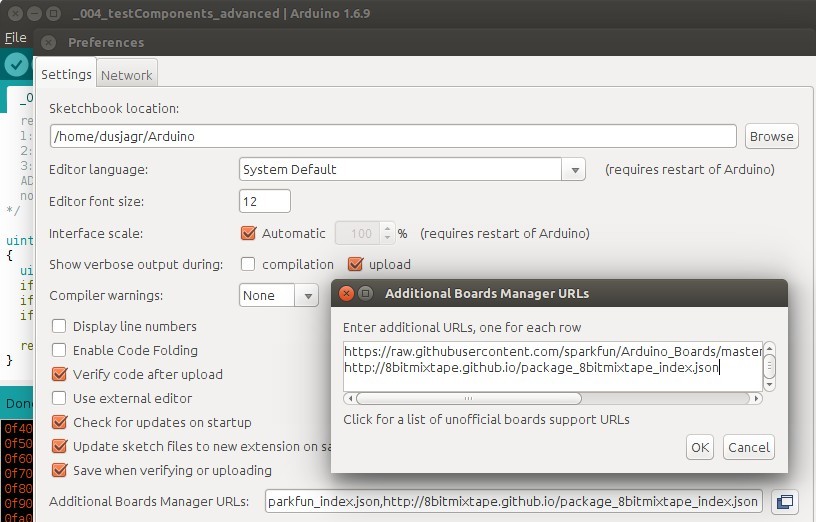 _004_testComponents_advanced | Arduino 1.6.9
File
Preferences
Settings Network
Sketchbook location:
/home/dusjagr/Arduino Browse
Editor language: System Default (requires restart of Arduino)
Editor font size: 12
Interface scale: Automatic 100 % (requires restart of Arduino)
Show verbose output during: compilation upload
Compiler warnings: None
Display line numbers
Enable Code Folding
Verify code after upload
Use external editor
Check for updates on startup
Update sketch files to new extension on sa
Save when verifying or uploading
Additional Boards Manager URLs: parkfun_index.json,http://8bitmixtape.github.io/package_8bitmixtape_index.json
Additional Boards Manager URLs
Enter additional URLs, one for each row
https://raw.githubusercontent.com/sparkfun/Arduino_Boards/master
http://8bitmixtape.github.io/package_8bitmixtape_index.json
Click for a list of unofficial boards support URLs
OK Cancel
_0
re
1:
2:
3:
AD
no
*/
uint
{
ui
if
if
if
re
}
Done
0f40
0f50
0f60
0f70
0f80
0f90
0fa0